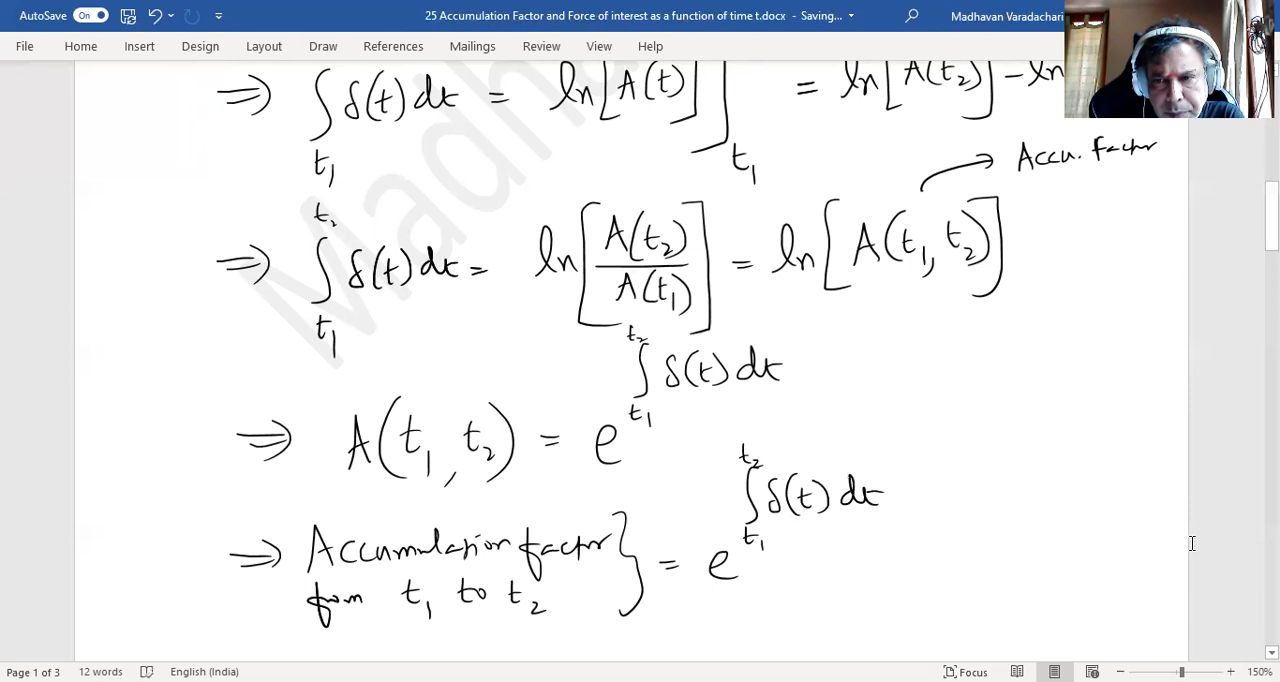 AutoSave On 25 Accumulation Factor and Force of interest as a function of time t.docx - Saving... Madhavan Varadachari
File Home Insert Design Layout Draw References Mailings Review View Help
⇒ ∫_{t₁} δ(t) dt = ln[A(t)]_{t₁} = ln[A(t₂)] - ln
Accu. factor
⇒ ∫_{t₁}^{t₂} δ(t) dt = ln[A(t₂)/A(t₁)] = ln[A(t₁, t₂)]
⇒ A(t₁, t₂) = e^{∫_{t₁}^{t₂} δ(t) dt}
⇒ Accumulation factor
from t₁ to t₂ } = e^{∫_{t₁}^{t₂} δ(t) dt}
Madha
Page 1 of 3 12 words English (India) Focus 150%